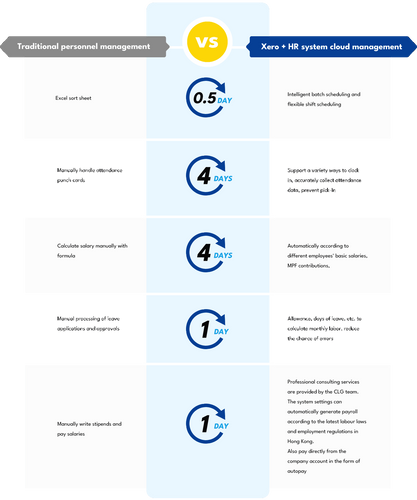 Traditional personnel management
VS
Xero + HR system cloud management
Excel sort sheet
0.5 DAY
Intelligent batch scheduling and
flexible shift scheduling
Manually handle attendance
punch cards
4 DAYS
Support a variety ways to clock
in, accurately collect attendance
data, prevent pick-in
Calculate salary manually with
formula
4 DAYS
Automatically according to
different employees' basic salaries,
MPF contributions,
Manual processing of leave
applications and approvals
1 DAY
Allowance, days of leave, etc. to
calculate monthly labor, reduce
the chance of errors
Manually write stipends and
pay salaries
1 DAY
Professional consulting services
are provided by the CLG team.
The system settings can
automatically generate payroll
according to the latest labour laws
and employment regulations in
Hong Kong.
Also pay directly from the
company account in the form of
autopay